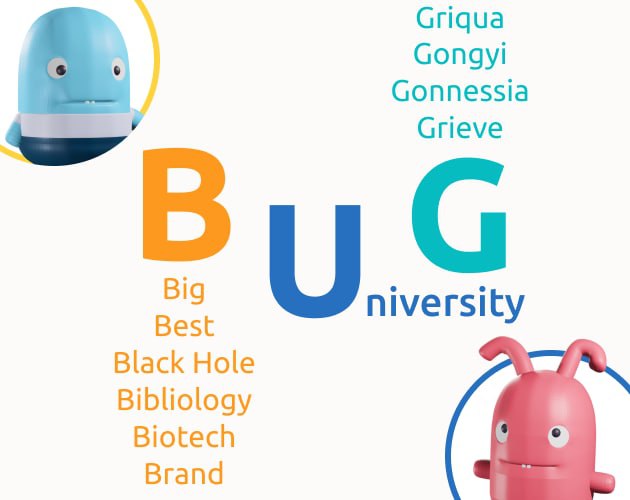 Griqua
Gongyi
Gonnessia
Grieve
B U G
niversity
Big
Best
Black Hole
Bibliology
Biotech
Brand